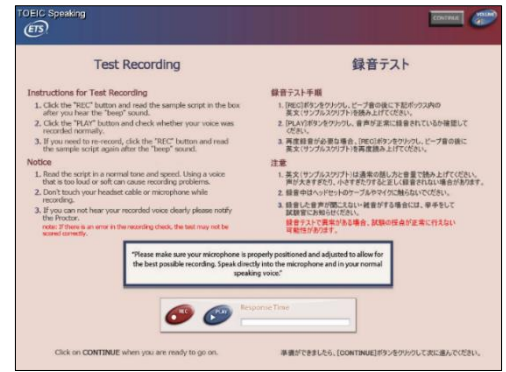 TOEIC Speaking
ETS
CONTINUE
VOLUME
Test Recording
録音テスト
Instructions for Test Recording
1. Click the "REC" button and read the sample script in the box
after you hear the "beep" sound.
2. Click the "PLAY" button and check whether your voice was
recorded normally.
3. If you need to re-record, click the "REC" button and read
the sample script again after the "beep" sound.
Notice
1. Read the script in a normal tone and speed. Using a voice
that is too loud or soft can cause recording problems.
2. Don't touch your headset cable or microphone while
recording.
3. If you can not hear your recorded voice clearly please notify
the Proctor.
note: If there is an error in the recording check, the test may not be
scored correctly.
録音テスト手順
1. [REC]ボタンをクリックし、ビープ音の後に下記ボックス内の
英文(サンプルスクリプト)を読み上げてください。
2. [PLAY]ボタンをクリックし、音声が正常に録音されているか確認して
ください。
3. 再度録音が必要な場合、[REC]ボタンをクリックし、ビープ音の後に
英文(サンプルスクリプト)を再度読み上げてください。
注意
1. 英文(サンプルスクリプト)は通常の話し方と音量で読み上げてください。
声が大きすぎたり、小さすぎたりすると正しく録音されない場合があります。
2. 録音中はヘッドセットのケーブルやマイクに触らないでください。
3. 録音した音声が聞こえない・雑音がする場合には、挙手をして
試験官にお知らせください。
録音テストで異常がある場合、試験の採点が正常に行えない
可能性があります。
"Please make sure your microphone is properly positioned and adjusted to allow for
the best possible recording. Speak directly into the microphone and in your normal
speaking voice."
REC
PLAY
Response Time
Click on CONTINUE when you are ready to go on.
準備ができましたら、[CONTINUE]ボタンをクリックして次に進んでください。